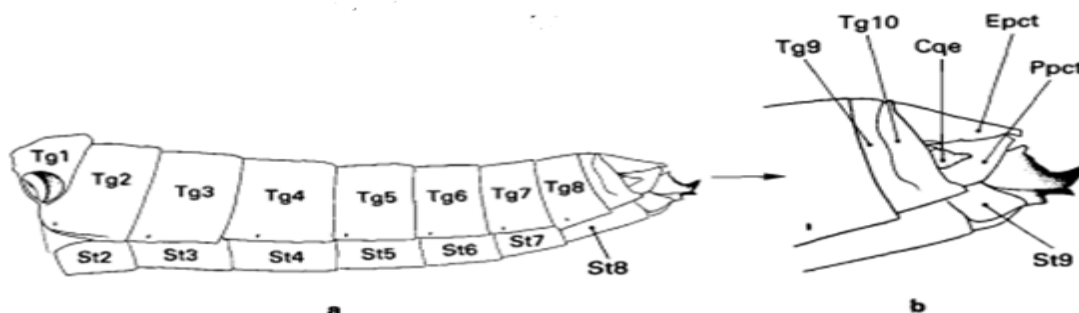 Tg1 Tg2 Tg3 Tg4 Tg5 Tg6 Tg7 Tg8
St2 St3 St4 St5 St6 St7 St8
a
Tg9 Tg10 Cqe Epct Ppct
St9
b